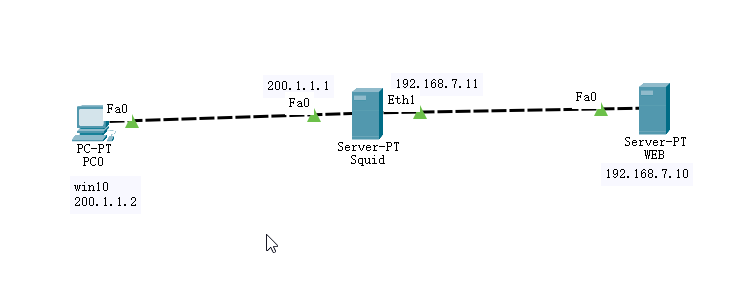 200.1.1.1
192.168.7.11
Fa0
Fa0
Eth1
Fa0
PC-PT
PC0
Server-PT
Squid
Server-PT
WEB
win10
200.1.1.2
192.168.7.10